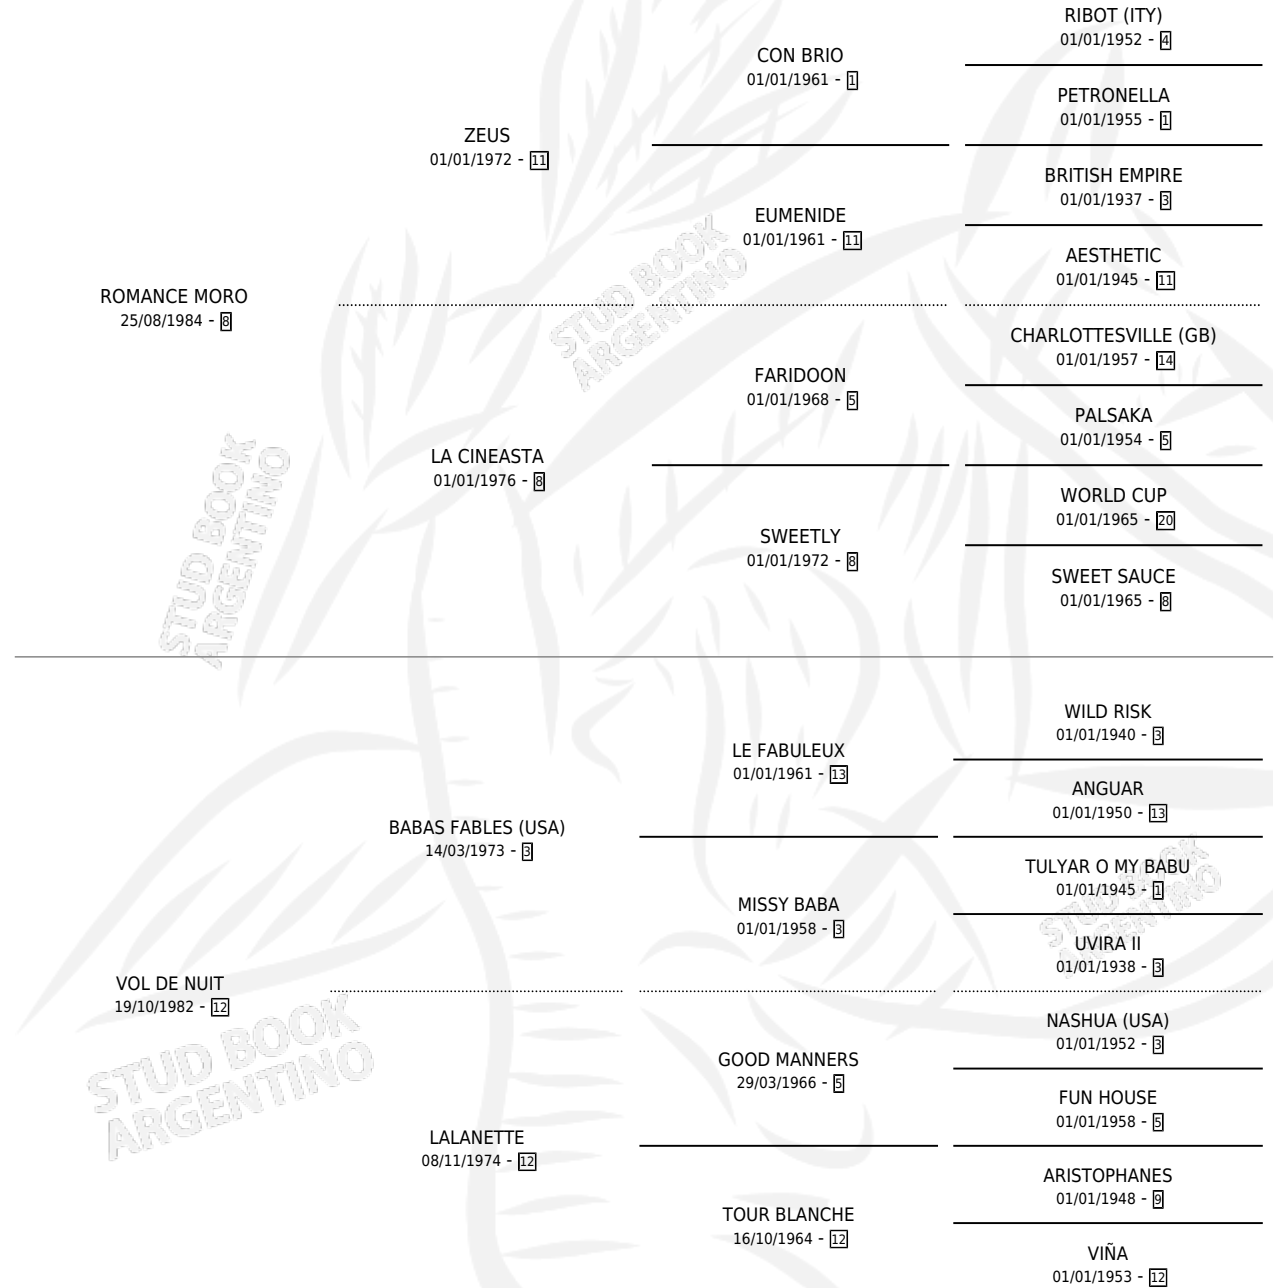 RIBOT (ITY)
01/01/1952 - 4
CON BRIO
01/01/1961 - 1
PETRONELLA
01/01/1955 - 1
ZEUS
01/01/1972 - 11
BRITISH EMPIRE
01/01/1937 - 3
EUMENIDE
01/01/1961 - 11
AESTHETIC
01/01/1945 - 11
ROMANCE MORO
25/08/1984 - 8
STUD BOOK
ARGENTINO
CHARLOTTESVILLE (GB)
01/01/1957 - 14
FARIDOON
01/01/1968 - 5
PALSAKA
01/01/1954 - 5
LA CINEASTA
01/01/1976 - 8
WORLD CUP
01/01/1965 - 20
SWEETLY
01/01/1972 - 8
SWEET SAUCE
01/01/1965 - 8
STUD BOOK
ARGENTINO
WILD RISK
01/01/1940 - 3
LE FABULEUX
01/01/1961 - 13
ANGUAR
01/01/1950 - 13
BABAS FABLES (USA)
14/03/1973 - 3
TULYAR O MY BABU
01/01/1945 - 1
MISSY BABA
01/01/1958 - 3
UVIRA II
01/01/1938 - 3
STUD BOOK
ARGENTINO
VOL DE NUIT
19/10/1982 - 12
NASHUA (USA)
01/01/1952 - 3
GOOD MANNERS
29/03/1966 - 5
FUN HOUSE
01/01/1958 - 5
STUD BOOK
ARGENTINO
LALANETTE
08/11/1974 - 12
ARISTOPHANES
01/01/1948 - 9
TOUR BLANCHE
16/10/1964 - 12
VIÑA
01/01/1953 - 12